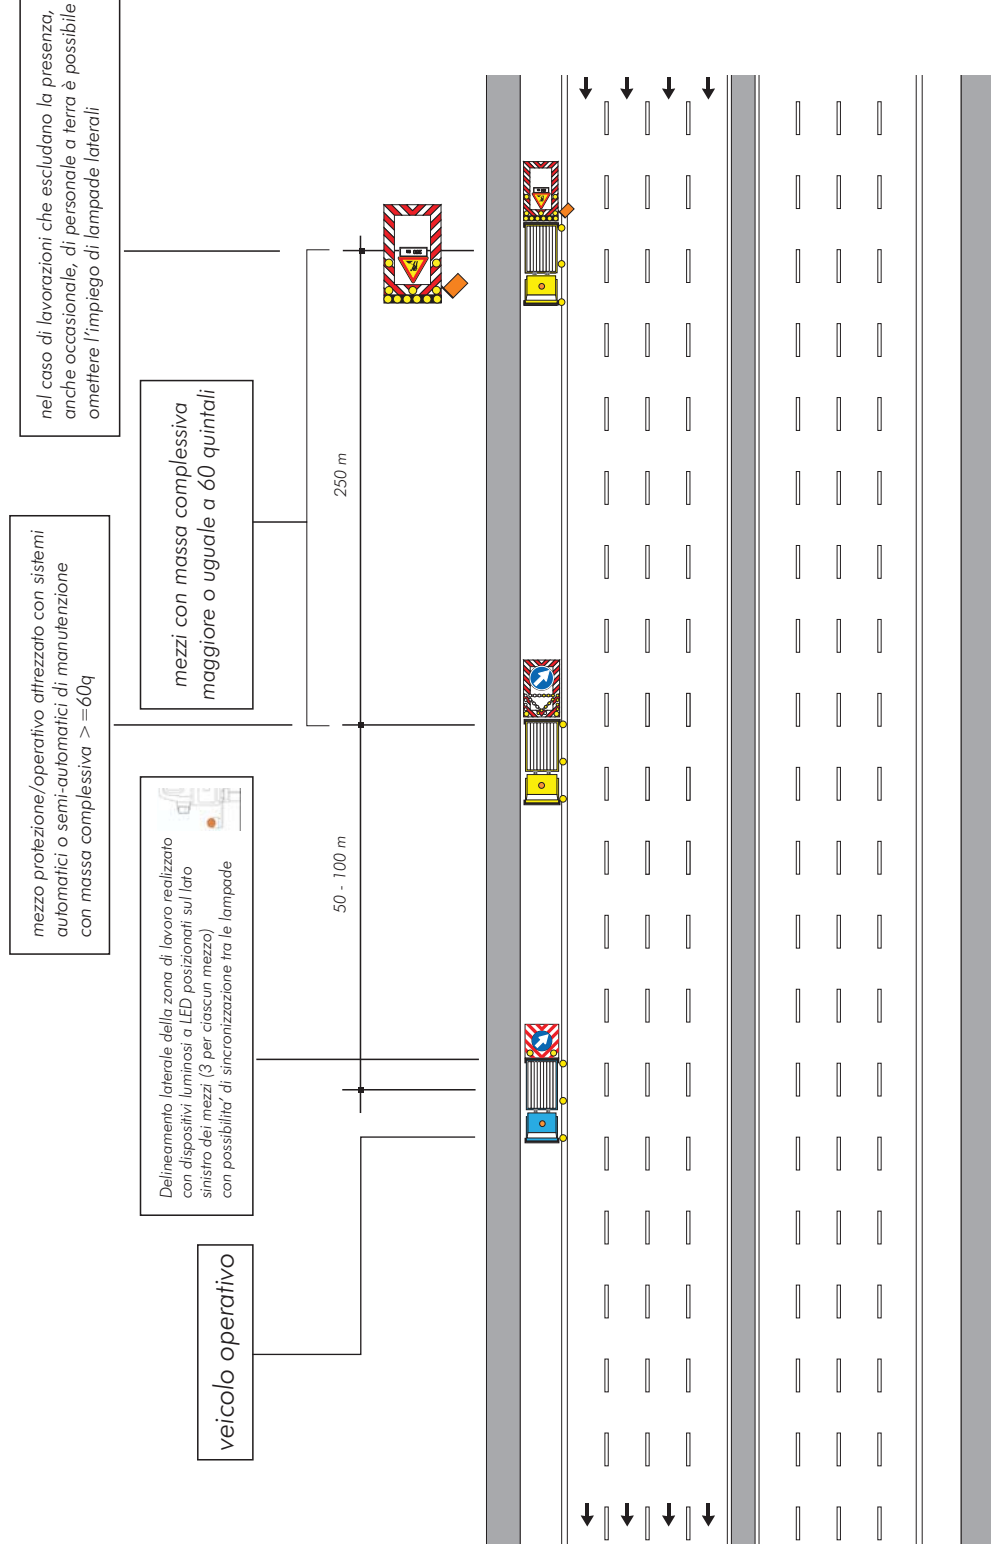 nel caso di lavorazioni che escludano la presenza,
anche occasionale, di personale a terra è possibile
omettere l'impiego di lampade laterali
mezzo protezione/operativo attrezzato con sistemi
automatici o semi-automatici di manutenzione
con massa complessiva >=60q
mezzi con massa complessiva
maggiore o uguale a 60 quintali
Delineamento laterale della zona di lavoro realizzato
con dispositivi luminosi a LED posizionati sul lato
sinistro dei mezzi (3 per ciascun mezzo)
con possibilita' di sincronizzazione tra le lampade
veicolo operativo
250 m
50 - 100 m